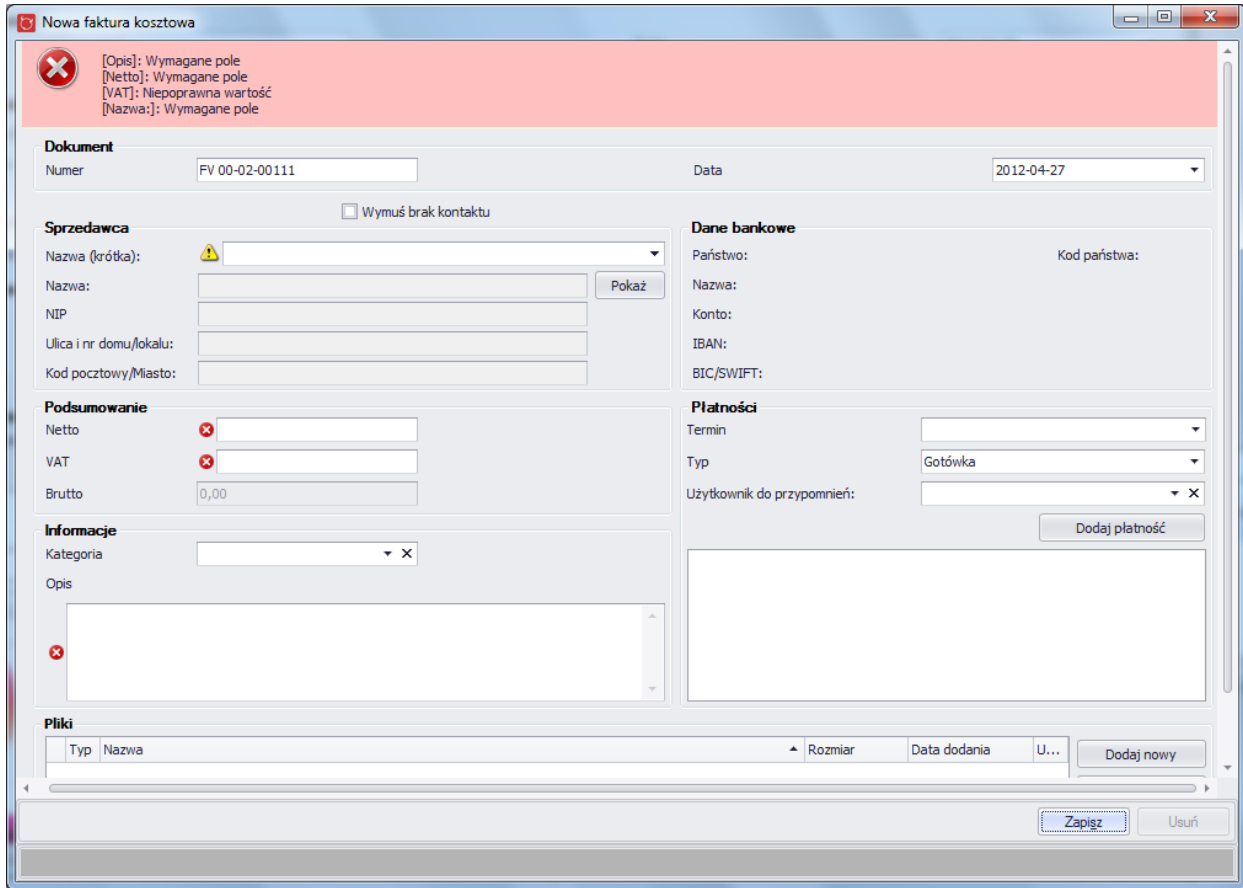 Nowa faktura kosztowa
[Opis]: Wymagane pole
[Netto]: Wymagane pole
[VAT]: Niepoprawna wartość
[Nazwa:]: Wymagane pole
Dokument
Numer FV 00-02-00111 Data 2012-04-27
Wymuś brak kontaktu
Sprzedawca Dane bankowe
Nazwa (krótka): Państwo: Kod państwa:
Nazwa: Pokaż Nazwa:
NIP Konto:
Ulica i nr domu/lokalu: IBAN:
Kod pocztowy/Miasto: BIC/SWIFT:
Podsumowanie Płatności
Netto Termin
VAT Typ Gotówka
Brutto 0,00 Użytkownik do przypomnień:
Informacje Dodaj płatność
Kategoria
Opis
Pliki
Typ Nazwa Rozmiar Data dodania U... Dodaj nowy
Zapisz Usuń